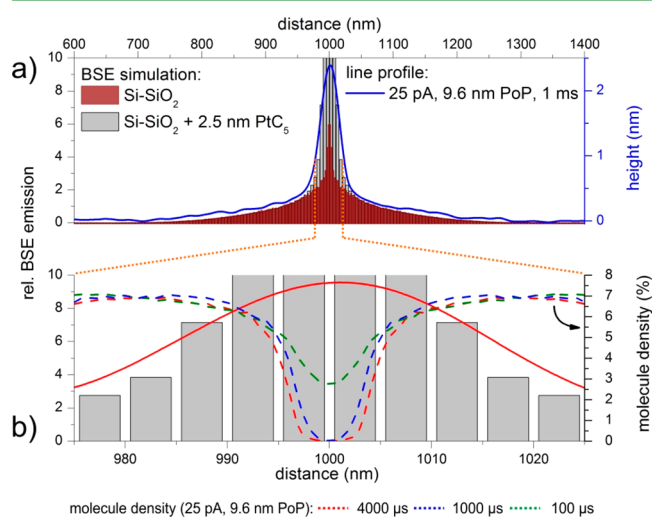 distance (nm)
600 700 800 900 1000 1100 1200 1300 1400
a)
10
8
6
4
2
0
BSE simulation:
Si-SiO₂
Si-SiO₂ + 2.5 nm PtC₅
line profile:
25 pA, 9.6 nm PoP, 1 ms
2
1
0
height (nm)
rel. BSE emission
b)
10
8
6
4
2
0
8
7
6
5
4
3
2
1
0
molecule density (%)
980 990 1000 1010 1020
distance (nm)
molecule density (25 pA, 9.6 nm PoP): 4000 µs 1000 µs 100 µs